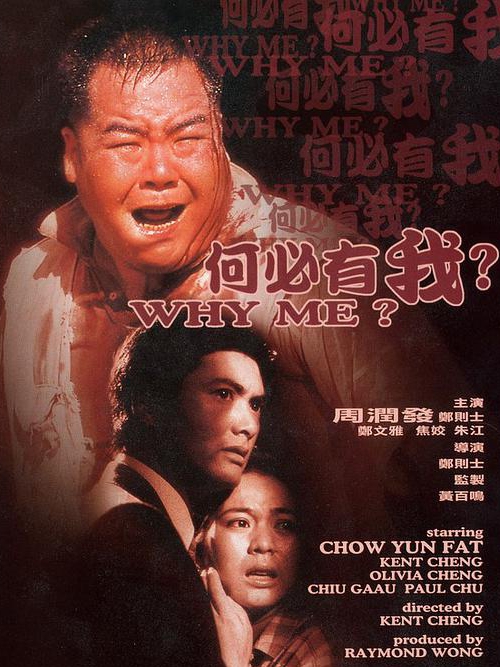 何必有我?
WHY ME?
WHY ME?
WHY ME?
何必有我?
WHY ME?
何必有我?
WHY ME?
何必有我?
何必有我?
WHY ME?
主演
周潤發 鄭則士
鄭文雅 焦姣 朱江
導演
鄭則士
監製
黃百鳴
starring
CHOW YUN FAT
KENT CHENG
OLIVIA CHENG
CHIU GAAU PAUL CHU
directed by
KENT CHENG
produced by
RAYMOND WONG